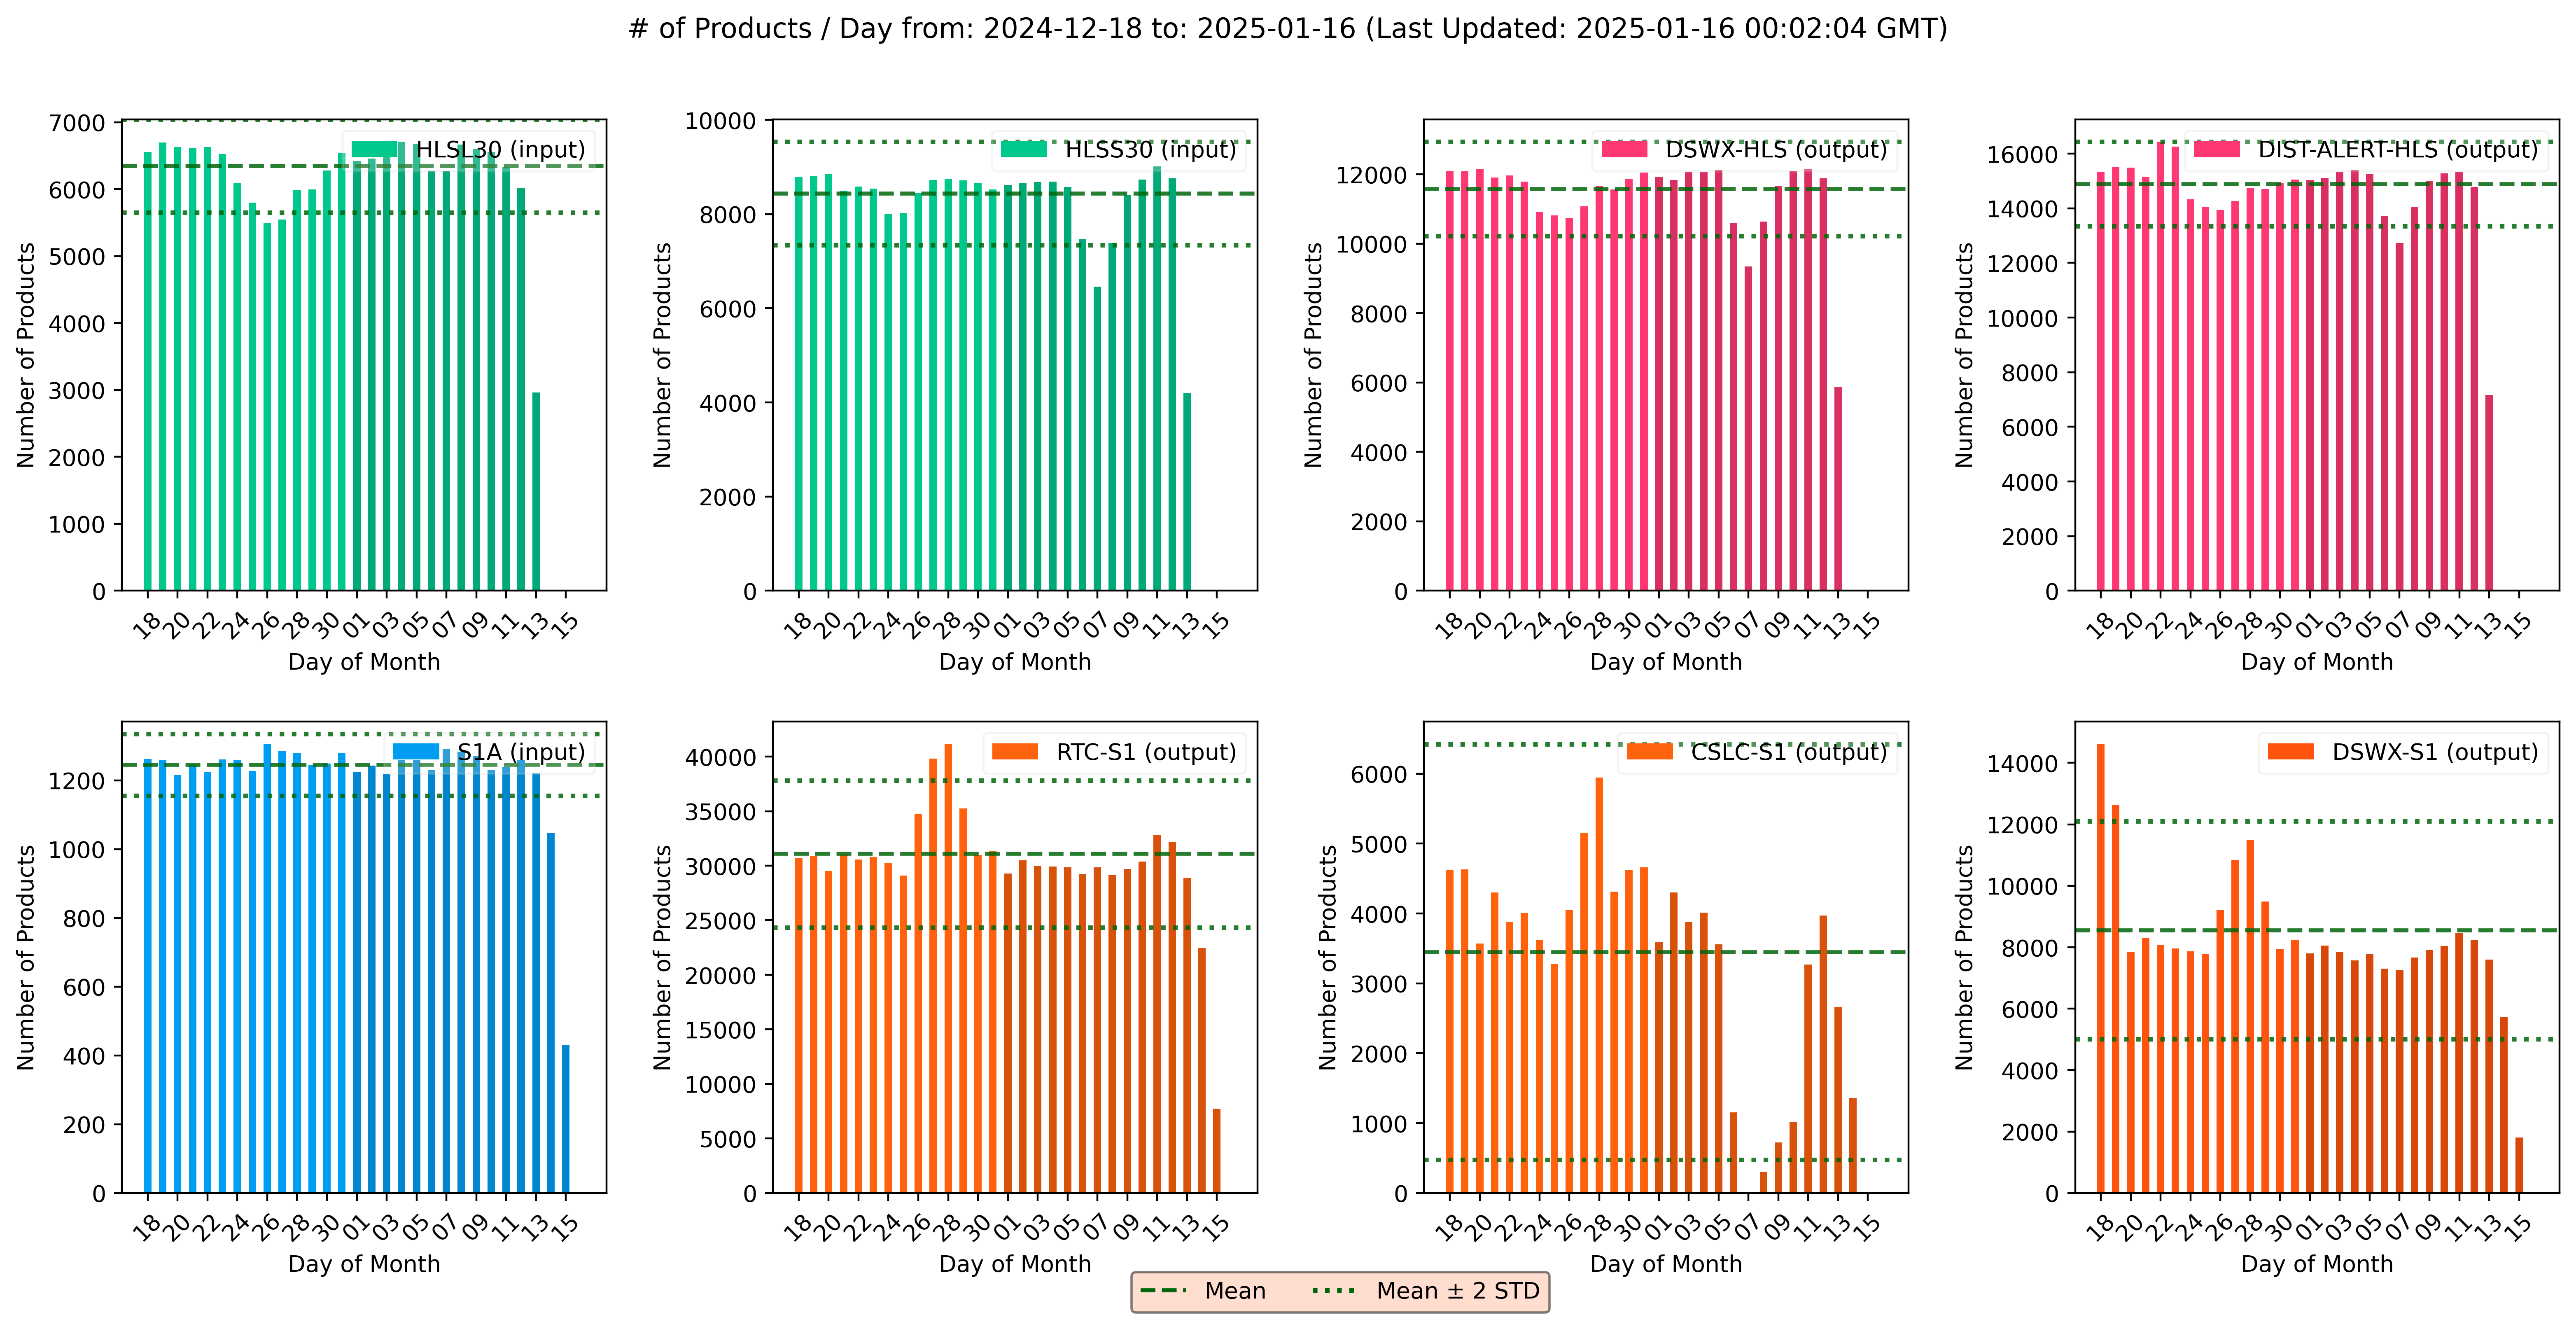 # of Products / Day from: 2024-12-18 to: 2025-01-16 (Last Updated: 2025-01-16 00:02:04 GMT)
HLSL30 (input)
Number of Products
7000
6000
5000
4000
3000
2000
1000
0
18 20 22 24 26 28 30 01 03 05 07 09 11 13 15
Day of Month
HLSS30 (input)
Number of Products
10000
8000
6000
4000
2000
0
18 20 22 24 26 28 30 01 03 05 07 09 11 13 15
Day of Month
DSWX-HLS (output)
Number of Products
12000
10000
8000
6000
4000
2000
0
18 20 22 24 26 28 30 01 03 05 07 09 11 13 15
Day of Month
DIST-ALERT-HLS (output)
Number of Products
16000
14000
12000
10000
8000
6000
4000
2000
0
18 20 22 24 26 28 30 01 03 05 07 09 11 13 15
Day of Month
S1A (input)
Number of Products
1200
1000
800
600
400
200
0
18 20 22 24 26 28 30 01 03 05 07 09 11 13 15
Day of Month
RTC-S1 (output)
Number of Products
40000
35000
30000
25000
20000
15000
10000
5000
0
18 20 22 24 26 28 30 01 03 05 07 09 11 13 15
Day of Month
CSLC-S1 (output)
Number of Products
6000
5000
4000
3000
2000
1000
0
18 20 22 24 26 28 30 01 03 05 07 09 11 13 15
Day of Month
DSWX-S1 (output)
Number of Products
14000
12000
10000
8000
6000
4000
2000
0
18 20 22 24 26 28 30 01 03 05 07 09 11 13 15
Day of Month
Mean Mean ± 2 STD